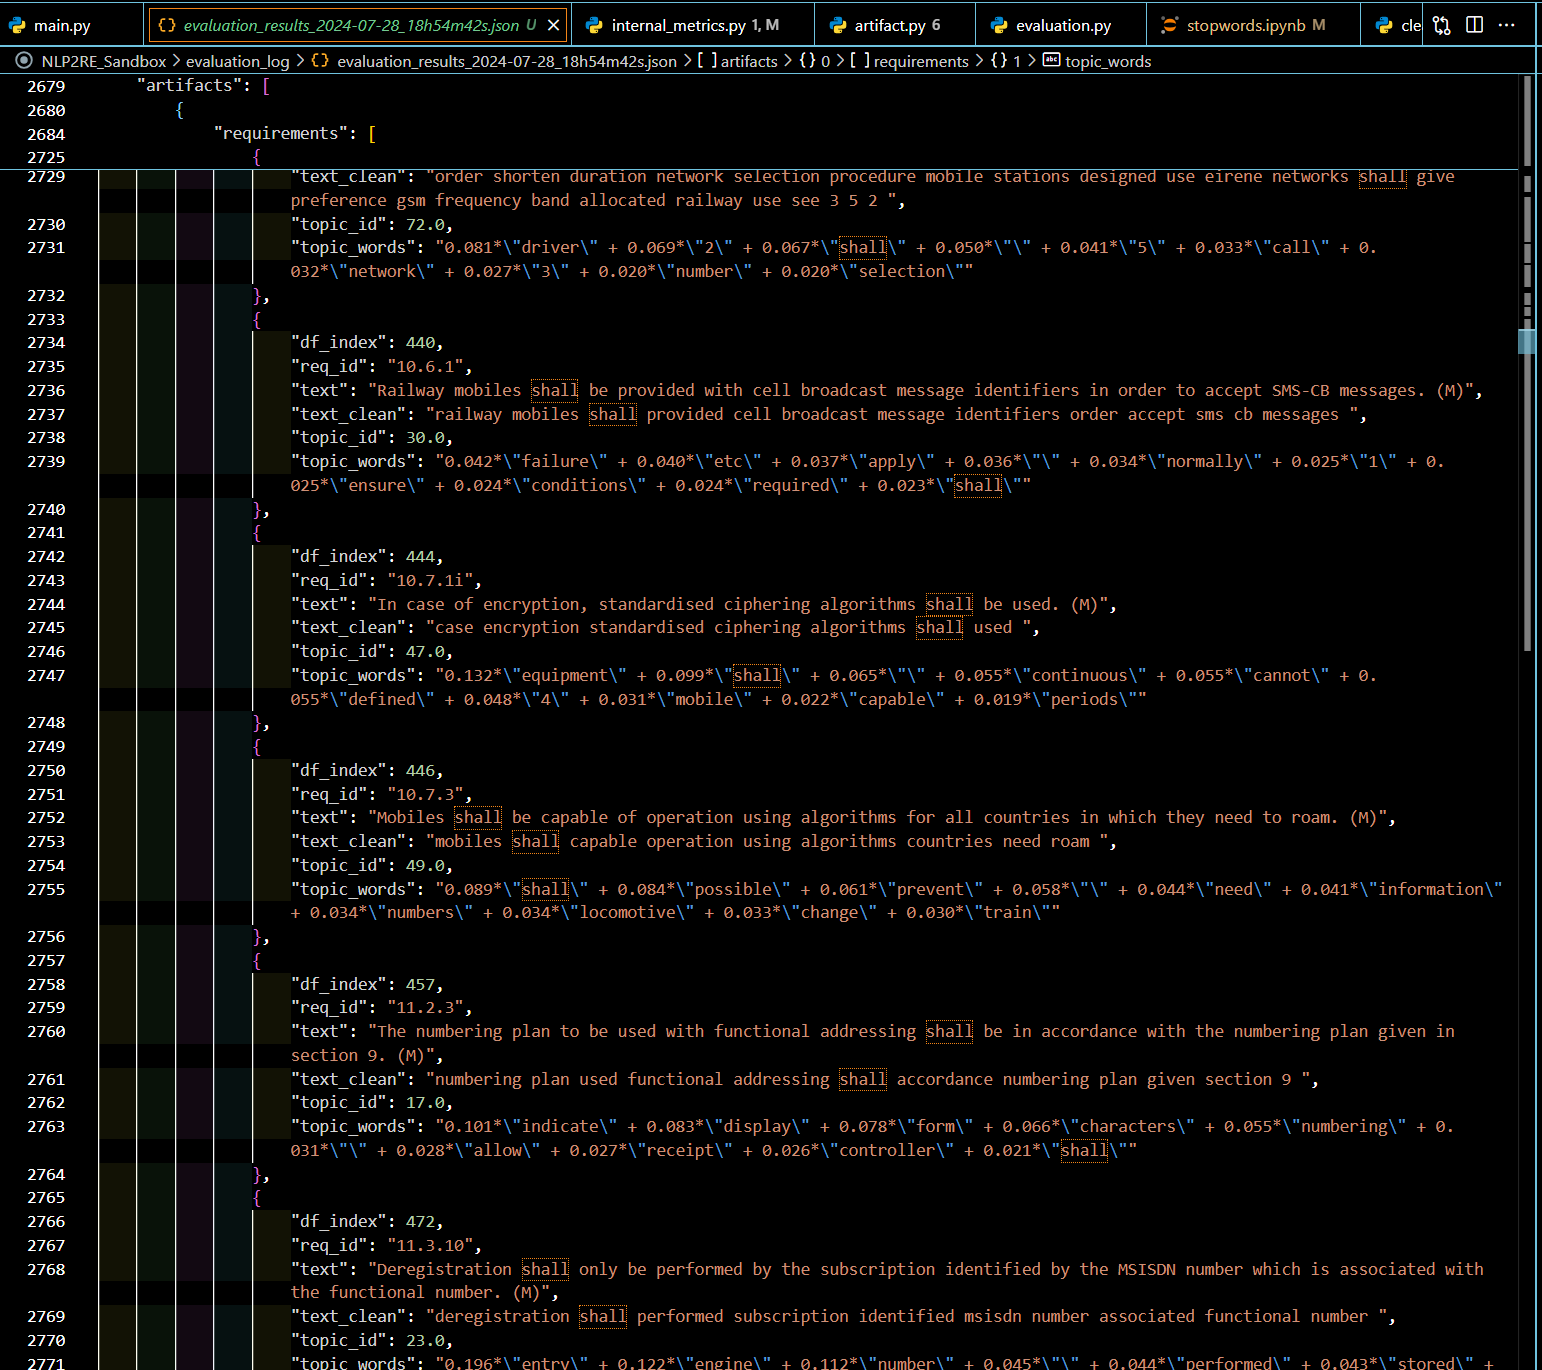 main.py
evaluation_results_2024-07-28_18h54m42s.json U
internal_metrics.py 1, M
artifact.py 6
evaluation.py
stopwords.ipynb M
cle
NLP2RE_Sandbox > evaluation_log > {} evaluation_results_2024-07-28_18h54m42s.json > [ ] artifacts > {} 0 > [ ] requirements > {} 1 > abc topic_words
2679 "artifacts": [
2680 {
2684 "requirements": [
2725 {
2729 "text_clean": "order shorten duration network selection procedure mobile stations designed use eirene networks shall give
preference gsm frequency band allocated railway use see 3 5 2 ",
2730 "topic_id": 72.0,
2731 "topic_words": "0.081*\"driver\" + 0.069*\"2\" + 0.067*\"shall\" + 0.050*\"\" + 0.041*\"5\" + 0.033*\"call\" + 0.
032*\"network\" + 0.027*\"3\" + 0.020*\"number\" + 0.020*\"selection\""
2732 },
2733 {
2734 "df_index": 440,
2735 "req_id": "10.6.1",
2736 "text": "Railway mobiles shall be provided with cell broadcast message identifiers in order to accept SMS-CB messages. (M)",
2737 "text_clean": "railway mobiles shall provided cell broadcast message identifiers order accept sms cb messages ",
2738 "topic_id": 30.0,
2739 "topic_words": "0.042*\"failure\" + 0.040*\"etc\" + 0.037*\"apply\" + 0.036*\"\" + 0.034*\"normally\" + 0.025*\"1\" + 0.
025*\"ensure\" + 0.024*\"conditions\" + 0.024*\"required\" + 0.023*\"shall\""
2740 },
2741 {
2742 "df_index": 444,
2743 "req_id": "10.7.1i",
2744 "text": "In case of encryption, standardised ciphering algorithms shall be used. (M)",
2745 "text_clean": "case encryption standardised ciphering algorithms shall used ",
2746 "topic_id": 47.0,
2747 "topic_words": "0.132*\"equipment\" + 0.099*\"shall\" + 0.065*\"\" + 0.055*\"continuous\" + 0.055*\"cannot\" + 0.
055*\"defined\" + 0.048*\"4\" + 0.031*\"mobile\" + 0.022*\"capable\" + 0.019*\"periods\""
2748 },
2749 {
2750 "df_index": 446,
2751 "req_id": "10.7.3",
2752 "text": "Mobiles shall be capable of operation using algorithms for all countries in which they need to roam. (M)",
2753 "text_clean": "mobiles shall capable operation using algorithms countries need roam ",
2754 "topic_id": 49.0,
2755 "topic_words": "0.089*\"shall\" + 0.084*\"possible\" + 0.061*\"prevent\" + 0.058*\"\" + 0.044*\"need\" + 0.041*\"information\"
+ 0.034*\"numbers\" + 0.034*\"locomotive\" + 0.033*\"change\" + 0.030*\"train\""
2756 },
2757 {
2758 "df_index": 457,
2759 "req_id": "11.2.3",
2760 "text": "The numbering plan to be used with functional addressing shall be in accordance with the numbering plan given in
section 9. (M)",
2761 "text_clean": "numbering plan used functional addressing shall accordance numbering plan given section 9 ",
2762 "topic_id": 17.0,
2763 "topic_words": "0.101*\"indicate\" + 0.083*\"display\" + 0.078*\"form\" + 0.066*\"characters\" + 0.055*\"numbering\" + 0.
031*\"\" + 0.028*\"allow\" + 0.027*\"receipt\" + 0.026*\"controller\" + 0.021*\"shall\""
2764 },
2765 {
2766 "df_index": 472,
2767 "req_id": "11.3.10",
2768 "text": "Deregistration shall only be performed by the subscription identified by the MSISDN number which is associated with
the functional number. (M)",
2769 "text_clean": "deregistration shall performed subscription identified msisdn number associated functional number ",
2770 "topic_id": 23.0,
2771 "topic_words": "0.196*\"entry\" + 0.122*\"engine\" + 0.112*\"number\" + 0.045*\"\" + 0.044*\"performed\" + 0.043*\"stored\" +